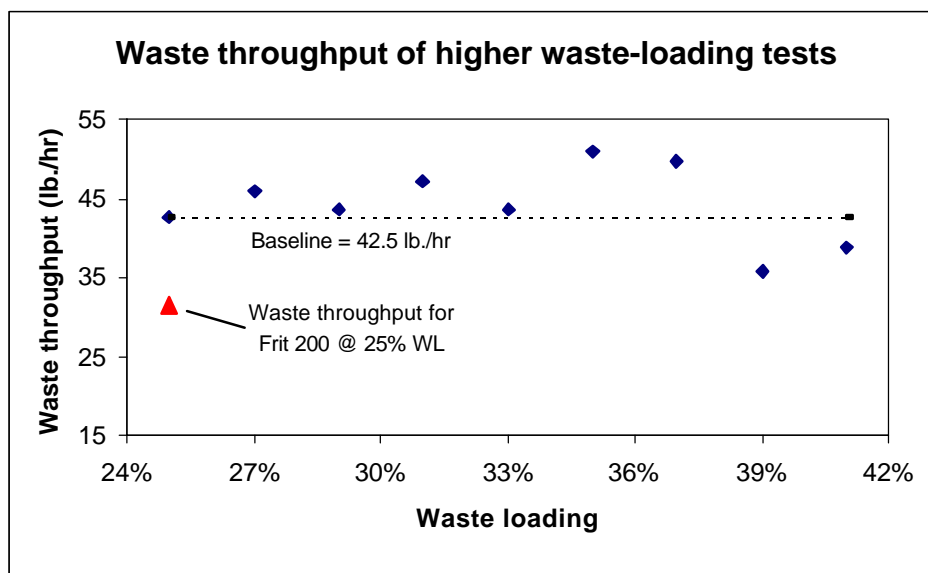 Waste throughput of higher waste-loading tests
Waste throughput (lb./hr)
55
45
35
25
15
Baseline = 42.5 lb./hr
Waste throughput for
Frit 200 @ 25% WL
24%
27%
30%
33%
36%
39%
42%
Waste loading